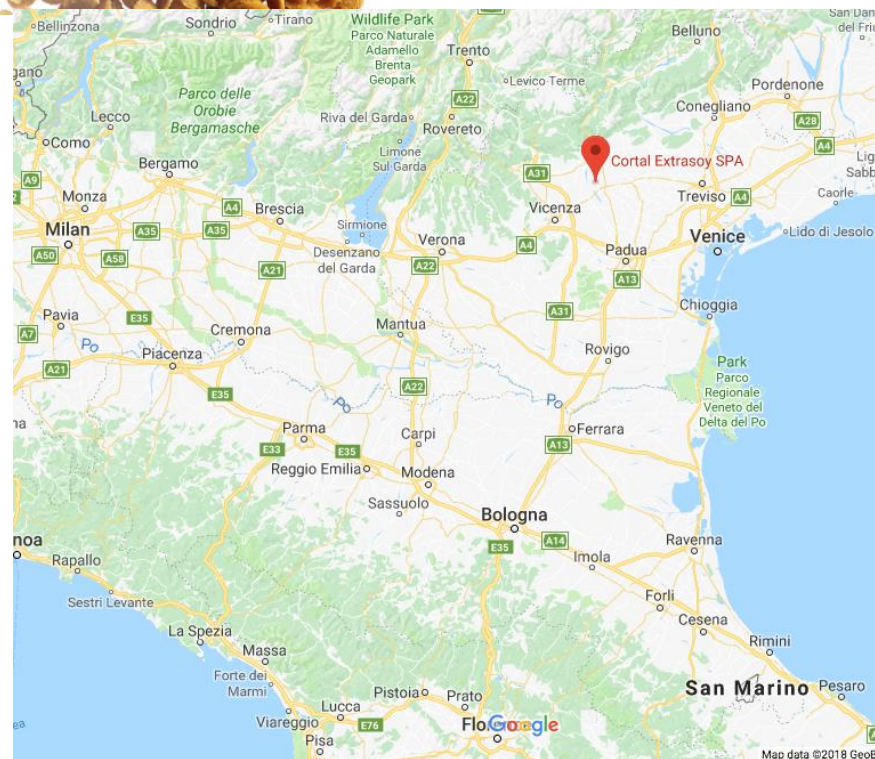 Bellinzona
Sondrio
Tirano
Wildlife Park
Parco Naturale
Adamello
Brenta
Geopark
Trento
Belluno
San Dan
del Friu
gano
Parco delle
Orobie
Bergamasche
Levico Terme
Pordenone
Conegliano
Lecco
A22
Riva del Garda
Rovereto
A28
Como
Limone
Sul Garda
A4
Bergamo
A31
Cortal Extrasoy SPA
Lig
Sabb
A9
Monza
Treviso
A4
Caorle
A4
Brescia
Vicenza
Milan
A35
A35
Sirmione
Verona
A4
Venice
Lido di Jesolo
A50
A58
Desenzano
del Garda
A22
Padua
A21
A13
Pavia
E35
Chioggia
A31
A7
Po
Cremona
Mantua
Piacenza
Rovigo
A21
Park
Parco
Regionale
Veneto del
Delta del Po
E35
A22
Po
Po
Parma
Carpi
Ferrara
E33
E35
A13
Reggio Emilia
Modena
Sassuolo
Bologna
noa
E35
A14
Ravenna
Rapallo
Imola
Sestri Levante
Forlì
Cesena
La Spezia
Massa
Rimini
Forte dei
Marmi
San Marino
Pesaro
Pistoia
Prato
Viareggio
Lucca
E76
Google
Pisa
Map data ©2018 GeoB